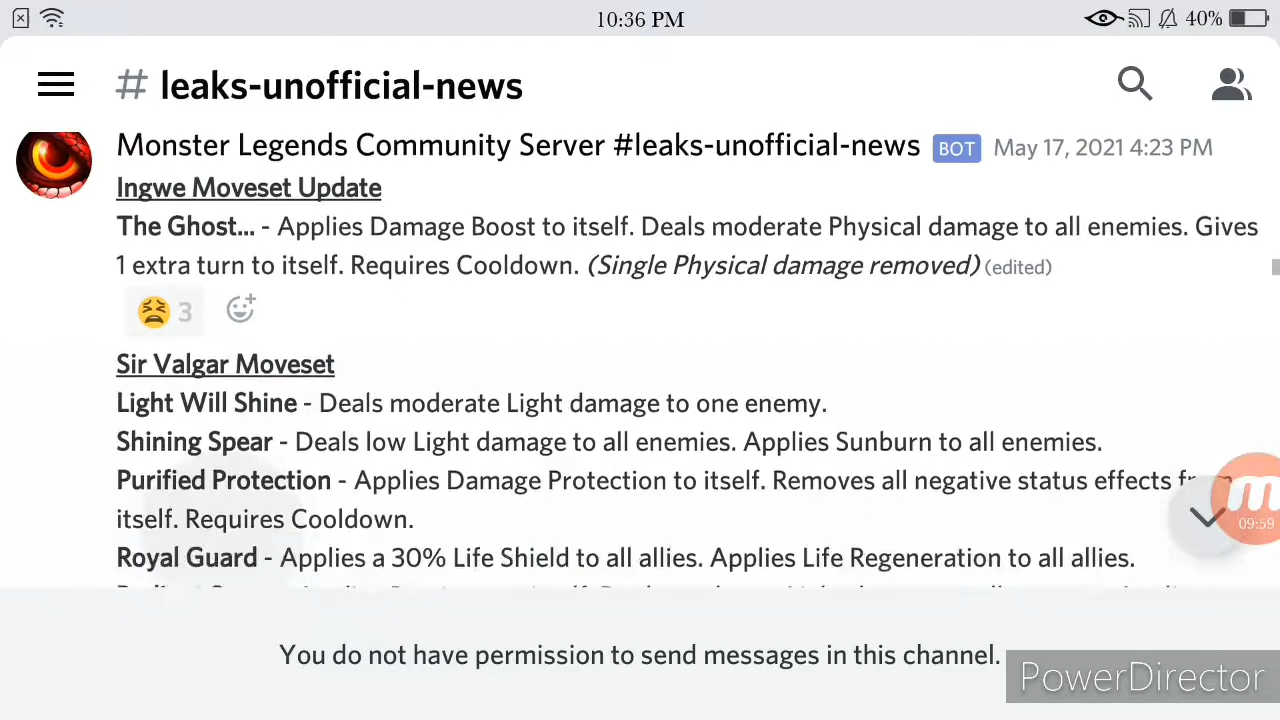 10:36 PM
40%
# leaks-unofficial-news
Monster Legends Community Server #leaks-unofficial-news BOT May 17, 2021 4:23 PM
Ingwe Moveset Update
The Ghost... - Applies Damage Boost to itself. Deals moderate Physical damage to all enemies. Gives
1 extra turn to itself. Requires Cooldown. (Single Physical damage removed) (edited)
3
Sir Valgar Moveset
Light Will Shine - Deals moderate Light damage to one enemy.
Shining Spear - Deals low Light damage to all enemies. Applies Sunburn to all enemies.
Purified Protection - Applies Damage Protection to itself. Removes all negative status effects
itself. Requires Cooldown.
09:59
Royal Guard - Applies a 30% Life Shield to all allies. Applies Life Regeneration to all allies.
You do not have permission to send messages in this channel.
PowerDirector